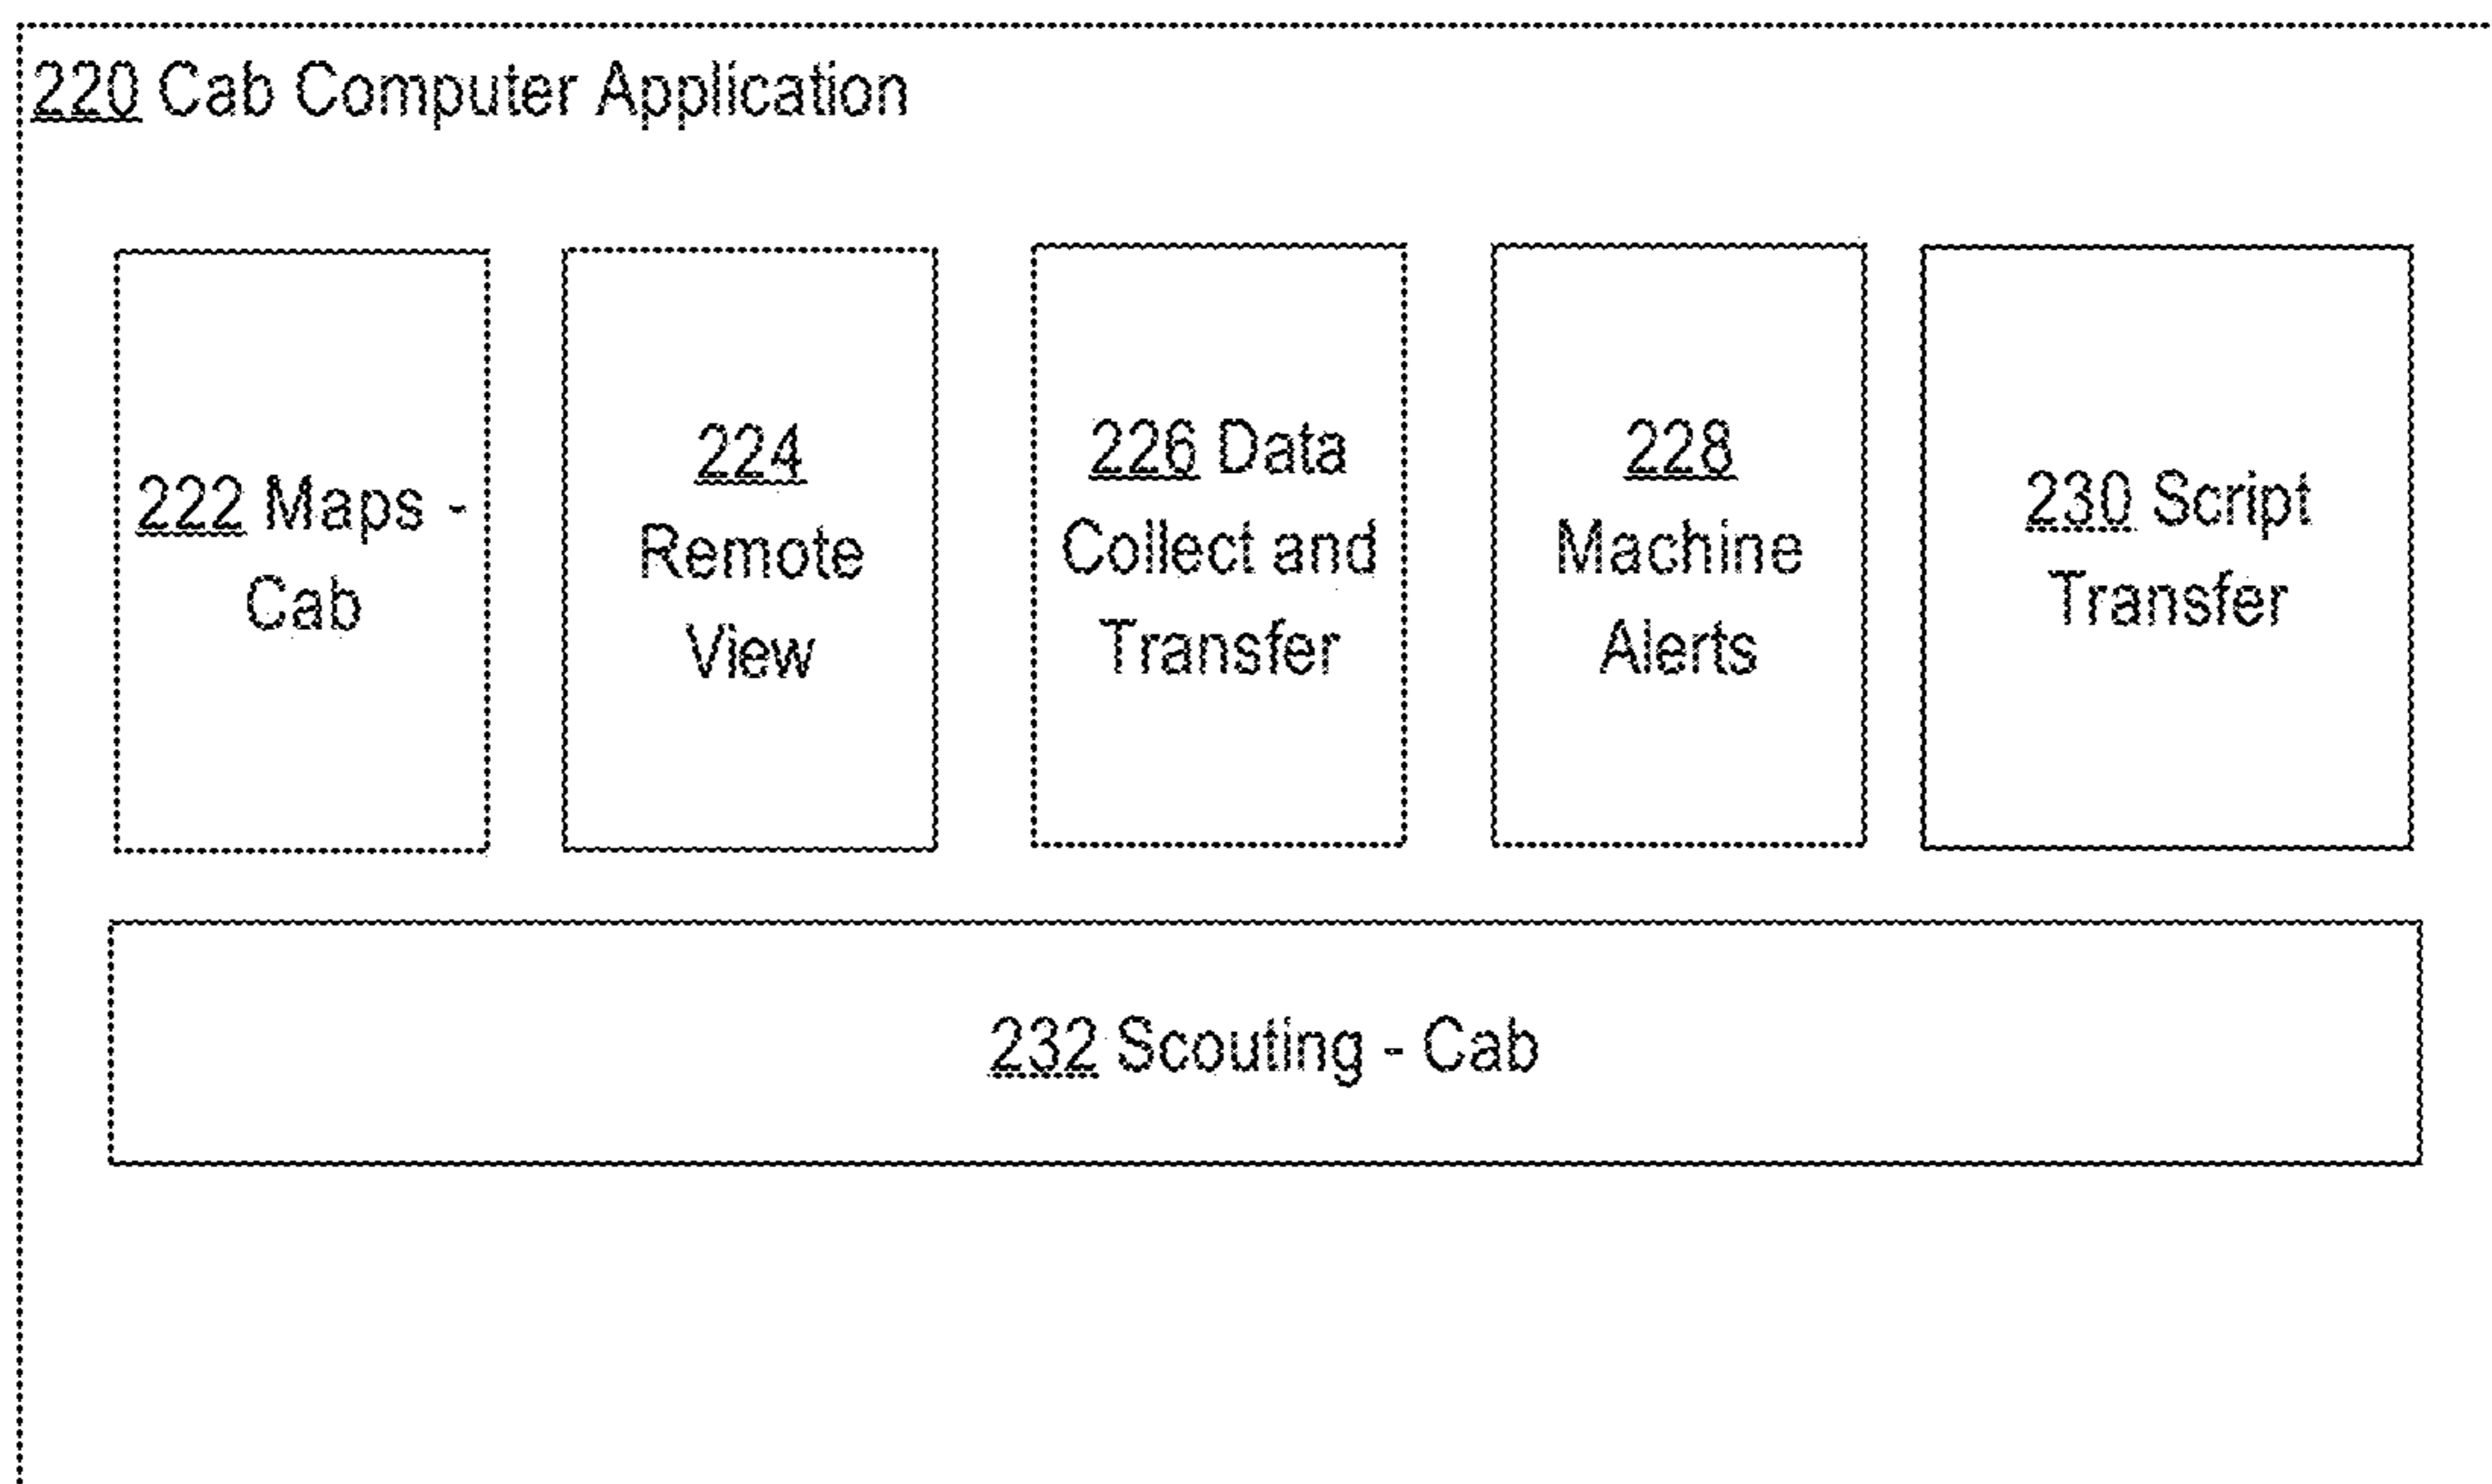 220 Cab Computer Application
222 Maps -
Cab
224
Remote
View
226 Data
Collect and
Transfer
228
Machine
Alerts
230 Script
Transfer
232 Scouting - Cab